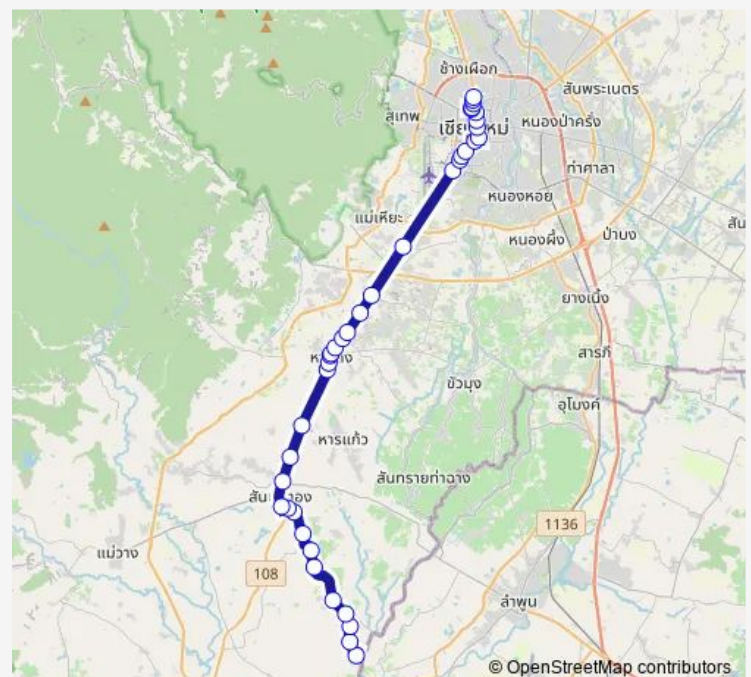 ช้างเผือก
สันพระเนตร
สุเทพ
หนองป่าครั่ง
ท่าศาลา
หนองหอย
แม่เหียะ
หนองผึ้ง
ป่าบง
ยางเนิ้ง
สารภี
ขัวมุง
อุโมงค์
หารแก้ว
สันทรายท่าฉาง
1136
แม่วาง
108
ลำพูน
© OpenStreetMap contributors